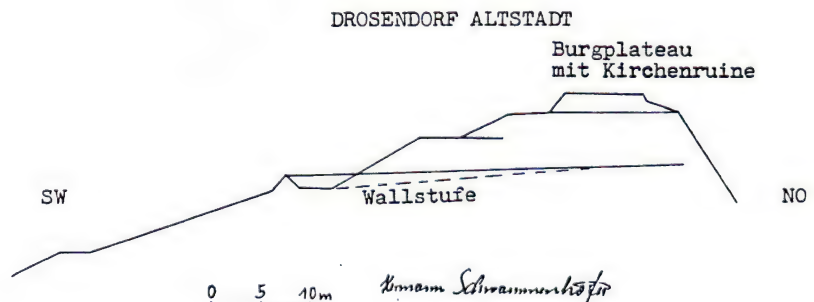 DROSENDORF ALTSTADT
Burgplateau
mit Kirchenruine
SW
Wallstufe
NO
0 5 10m
Hermann Schwammenhöfer